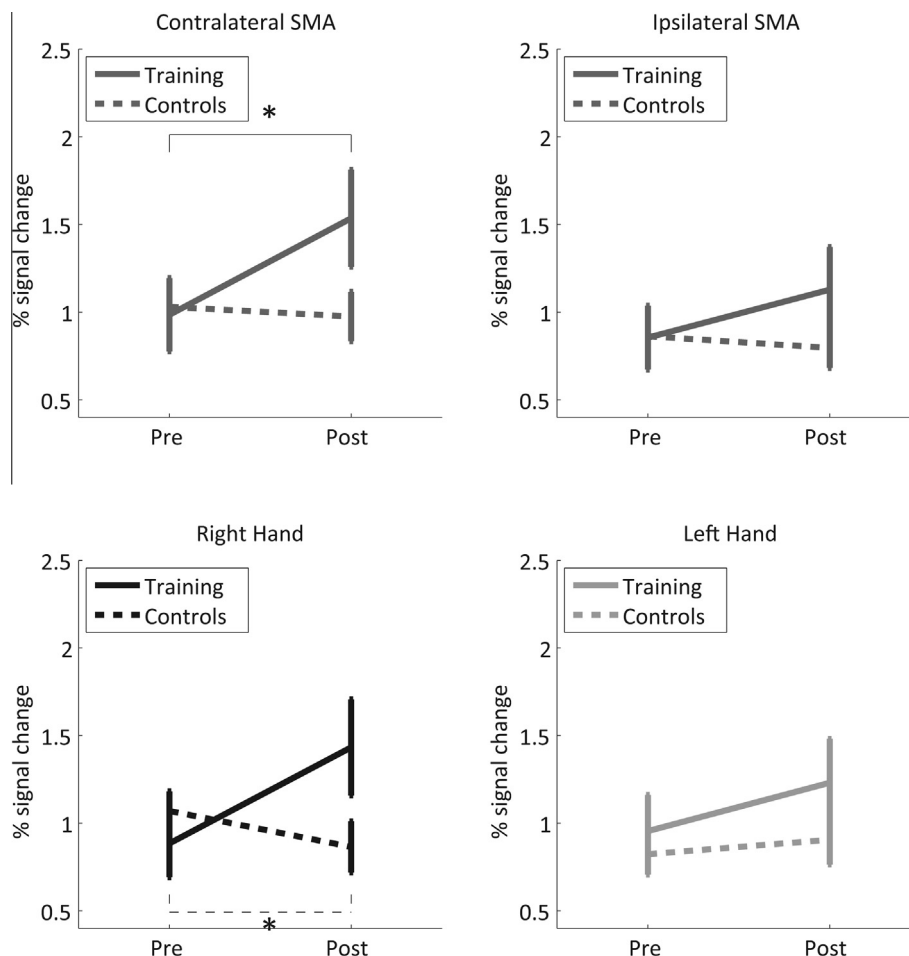 Contralateral SMA
2.5
Training
Controls
2
*
1.5
1
0.5
% signal change
Pre
Post
Ipsilateral SMA
2.5
Training
Controls
2
1.5
1
0.5
% signal change
Pre
Post
Right Hand
2.5
Training
Controls
2
1.5
1
0.5
*
% signal change
Pre
Post
Left Hand
2.5
Training
Controls
2
1.5
1
0.5
% signal change
Pre
Post